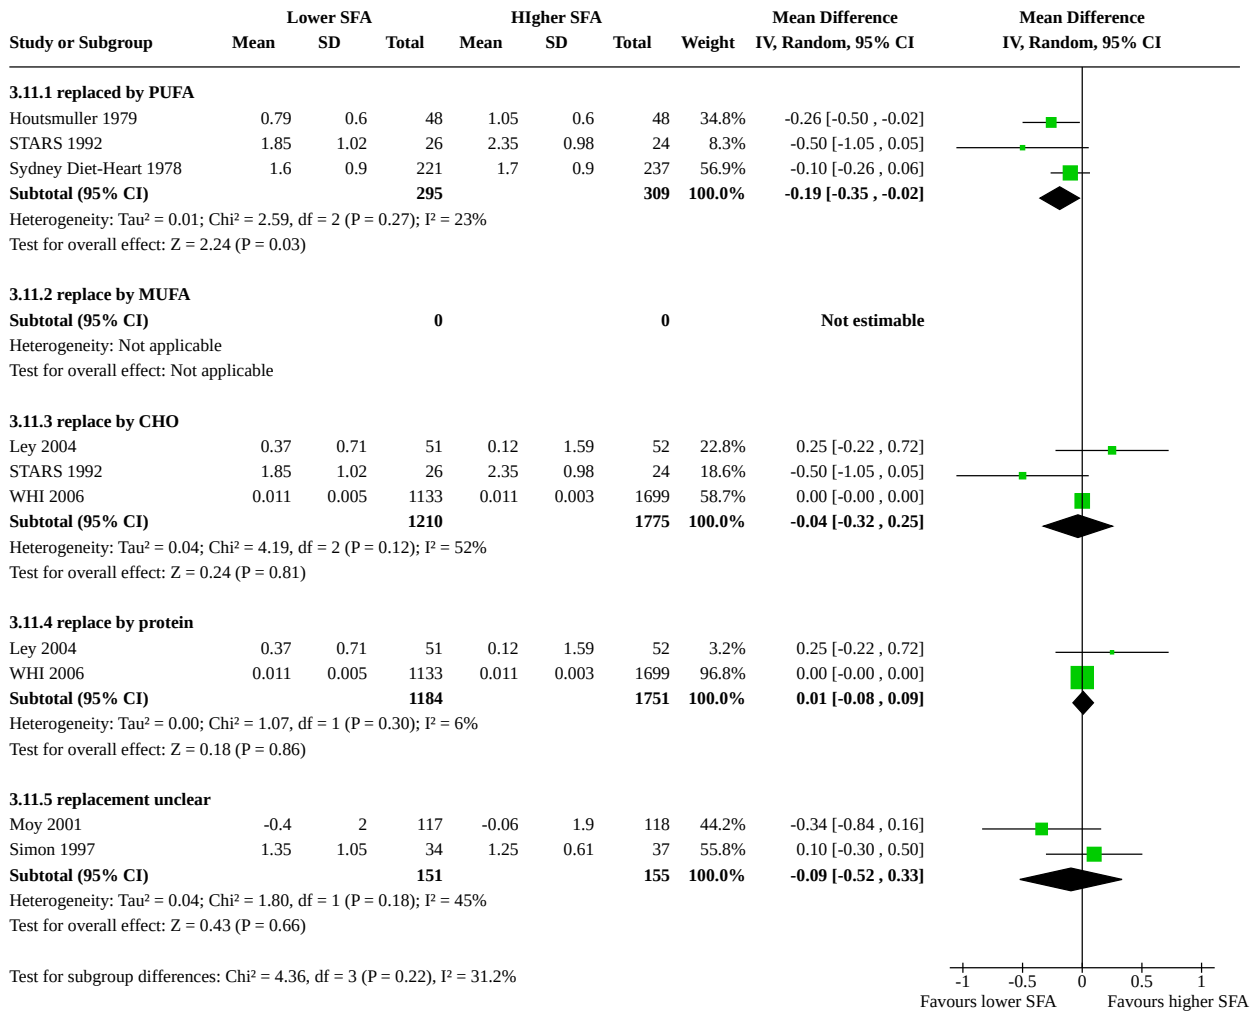 Lower SFA HIgher SFA Mean Difference Mean Difference
Study or Subgroup Mean SD Total Mean SD Total Weight IV, Random, 95% CI IV, Random, 95% CI
3.11.1 replaced by PUFA
Houtsmuller 1979 0.79 0.6 48 1.05 0.6 48 34.8% -0.26 [-0.50 , -0.02]
STARS 1992 1.85 1.02 26 2.35 0.98 24 8.3% -0.50 [-1.05 , 0.05]
Sydney Diet-Heart 1978 1.6 0.9 221 1.7 0.9 237 56.9% -0.10 [-0.26 , 0.06]
Subtotal (95% CI) 295 309 100.0% -0.19 [-0.35 , -0.02]
Heterogeneity: Tau² = 0.01; Chi² = 2.59, df = 2 (P = 0.27); I² = 23%
Test for overall effect: Z = 2.24 (P = 0.03)
3.11.2 replace by MUFA
Subtotal (95% CI) 0 0 Not estimable
Heterogeneity: Not applicable
Test for overall effect: Not applicable
3.11.3 replace by CHO
Ley 2004 0.37 0.71 51 0.12 1.59 52 22.8% 0.25 [-0.22 , 0.72]
STARS 1992 1.85 1.02 26 2.35 0.98 24 18.6% -0.50 [-1.05 , 0.05]
WHI 2006 0.011 0.005 1133 0.011 0.003 1699 58.7% 0.00 [-0.00 , 0.00]
Subtotal (95% CI) 1210 1775 100.0% -0.04 [-0.32 , 0.25]
Heterogeneity: Tau² = 0.04; Chi² = 4.19, df = 2 (P = 0.12); I² = 52%
Test for overall effect: Z = 0.24 (P = 0.81)
3.11.4 replace by protein
Ley 2004 0.37 0.71 51 0.12 1.59 52 3.2% 0.25 [-0.22 , 0.72]
WHI 2006 0.011 0.005 1133 0.011 0.003 1699 96.8% 0.00 [-0.00 , 0.00]
Subtotal (95% CI) 1184 1751 100.0% 0.01 [-0.08 , 0.09]
Heterogeneity: Tau² = 0.00; Chi² = 1.07, df = 1 (P = 0.30); I² = 6%
Test for overall effect: Z = 0.18 (P = 0.86)
3.11.5 replacement unclear
Moy 2001 -0.4 2 117 -0.06 1.9 118 44.2% -0.34 [-0.84 , 0.16]
Simon 1997 1.35 1.05 34 1.25 0.61 37 55.8% 0.10 [-0.30 , 0.50]
Subtotal (95% CI) 151 155 100.0% -0.09 [-0.52 , 0.33]
Heterogeneity: Tau² = 0.04; Chi² = 1.80, df = 1 (P = 0.18); I² = 45%
Test for overall effect: Z = 0.43 (P = 0.66)
Test for subgroup differences: Chi² = 4.36, df = 3 (P = 0.22), I² = 31.2%
-1 -0.5 0 0.5 1
Favours lower SFA Favours higher SFA